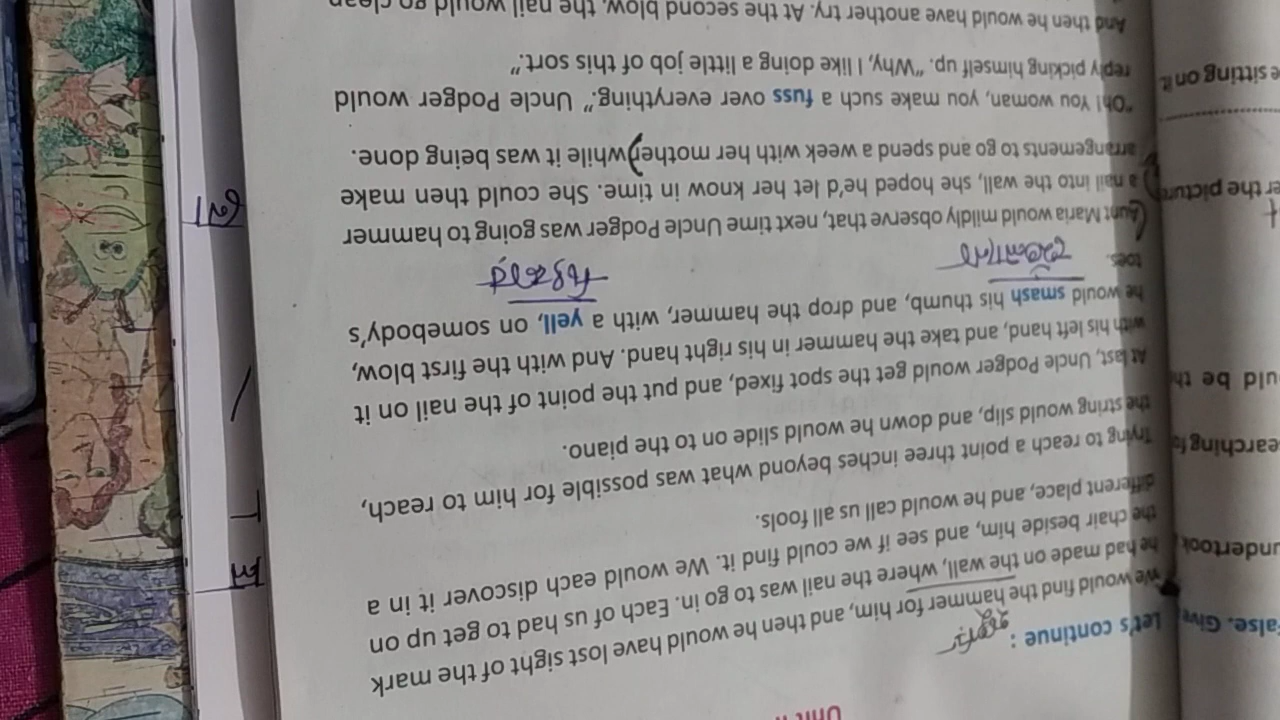 Unit II
Let's continue :
we would find the hammer for him, and then he would have lost sight of the mark
he had made on the wall, where the nail was to go in. Each of us had to get up on
the chair beside him, and see if we could find it. We would each discover it in a
different place, and he would call us all fools.
Trying to reach a point three inches beyond what was possible for him to reach,
the string would slip, and down he would slide on to the piano.
At last, Uncle Podger would get the spot fixed, and put the point of the nail on it
with his left hand, and take the hammer in his right hand. And with the first blow,
he would smash his thumb, and drop the hammer, with a yell, on somebody's
toes.
Aunt Maria would mildly observe that, next time Uncle Podger was going to hammer
a nail into the wall, she hoped he'd let her know in time. She could then make
arrangements to go and spend a week with her mother while it was being done.
"Oh! You woman, you make such a fuss over everything." Uncle Podger would
reply picking himself up. "Why, I like doing a little job of this sort."
And then he would have another try. At the second blow, the nail would go clean
alse. Give
undertook
earching fo
uld be th
er the picture
e sitting on it